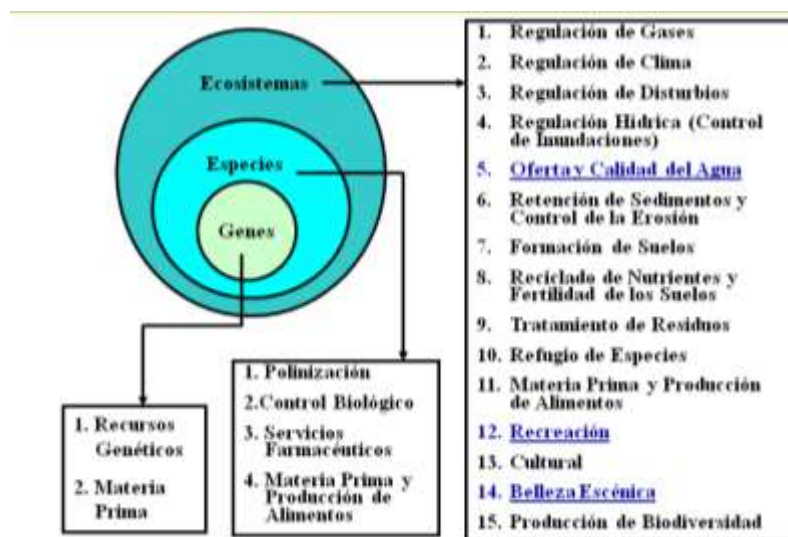 Ecosistemas
Especies
Genes
1. Recursos
Genéticos
2. Materia
Prima
1. Polinización
2.Control Biológico
3. Servicios
Farmacéuticos
4. Materia Prima y
Producción de
Alimentos
1. Regulación de Gases
2. Regulación de Clima
3. Regulación de Disturbios
4. Regulación Hídrica (Control
de Inundaciones)
5. Oferta y Calidad del Agua
6. Retención de Sedimentos y
Control de la Erosión
7. Formación de Suelos
8. Reciclado de Nutrientes y
Fertilidad de los Suelos
9. Tratamiento de Residuos
10. Refugio de Especies
11. Materia Prima y Producción
de Alimentos
12. Recreación
13. Cultural
14. Belleza Escénica
15. Producción de Biodiversidad